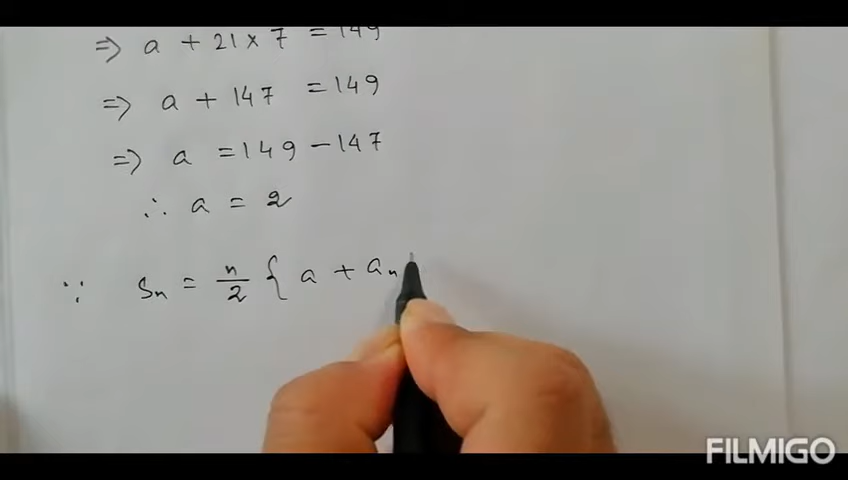 ⇒ a + 21 × 7 = 149
⇒ a + 147 = 149
⇒ a = 149 − 147
∴ a = 2
∵ Sₙ = n/2 { a + aₙ
FILMIGO